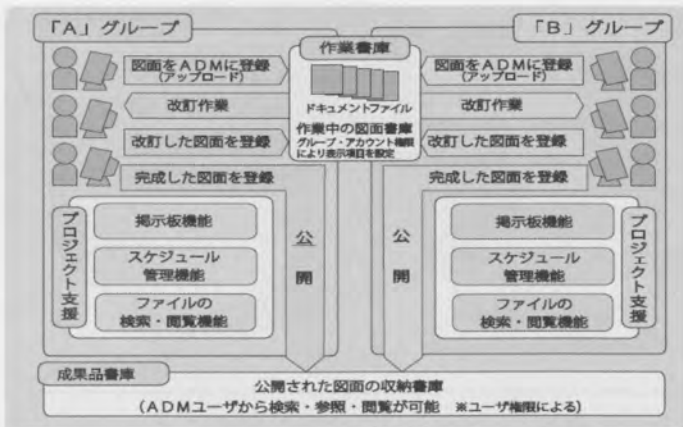 「A」グループ
図面をADMに登録
(アップロード)
改訂作業
改訂した図面を登録
完成した図面を登録
プロジェクト支援
掲示板機能
スケジュール
管理機能
ファイルの
検索・閲覧機能
公開
作業書庫
ドキュメントファイル
作業中の図面書庫
グループ・アカウント権限
により表示項目を設定
「B」グループ
図面をADMに登録
(アップロード)
改訂作業
改訂した図面を登録
完成した図面を登録
公開
掲示板機能
スケジュール
管理機能
ファイルの
検索・閲覧機能
プロジェクト支援
成果品書庫
公開された図面の収納書庫
(ADMユーザから検索・参照・閲覧が可能 ※ユーザ権限による)